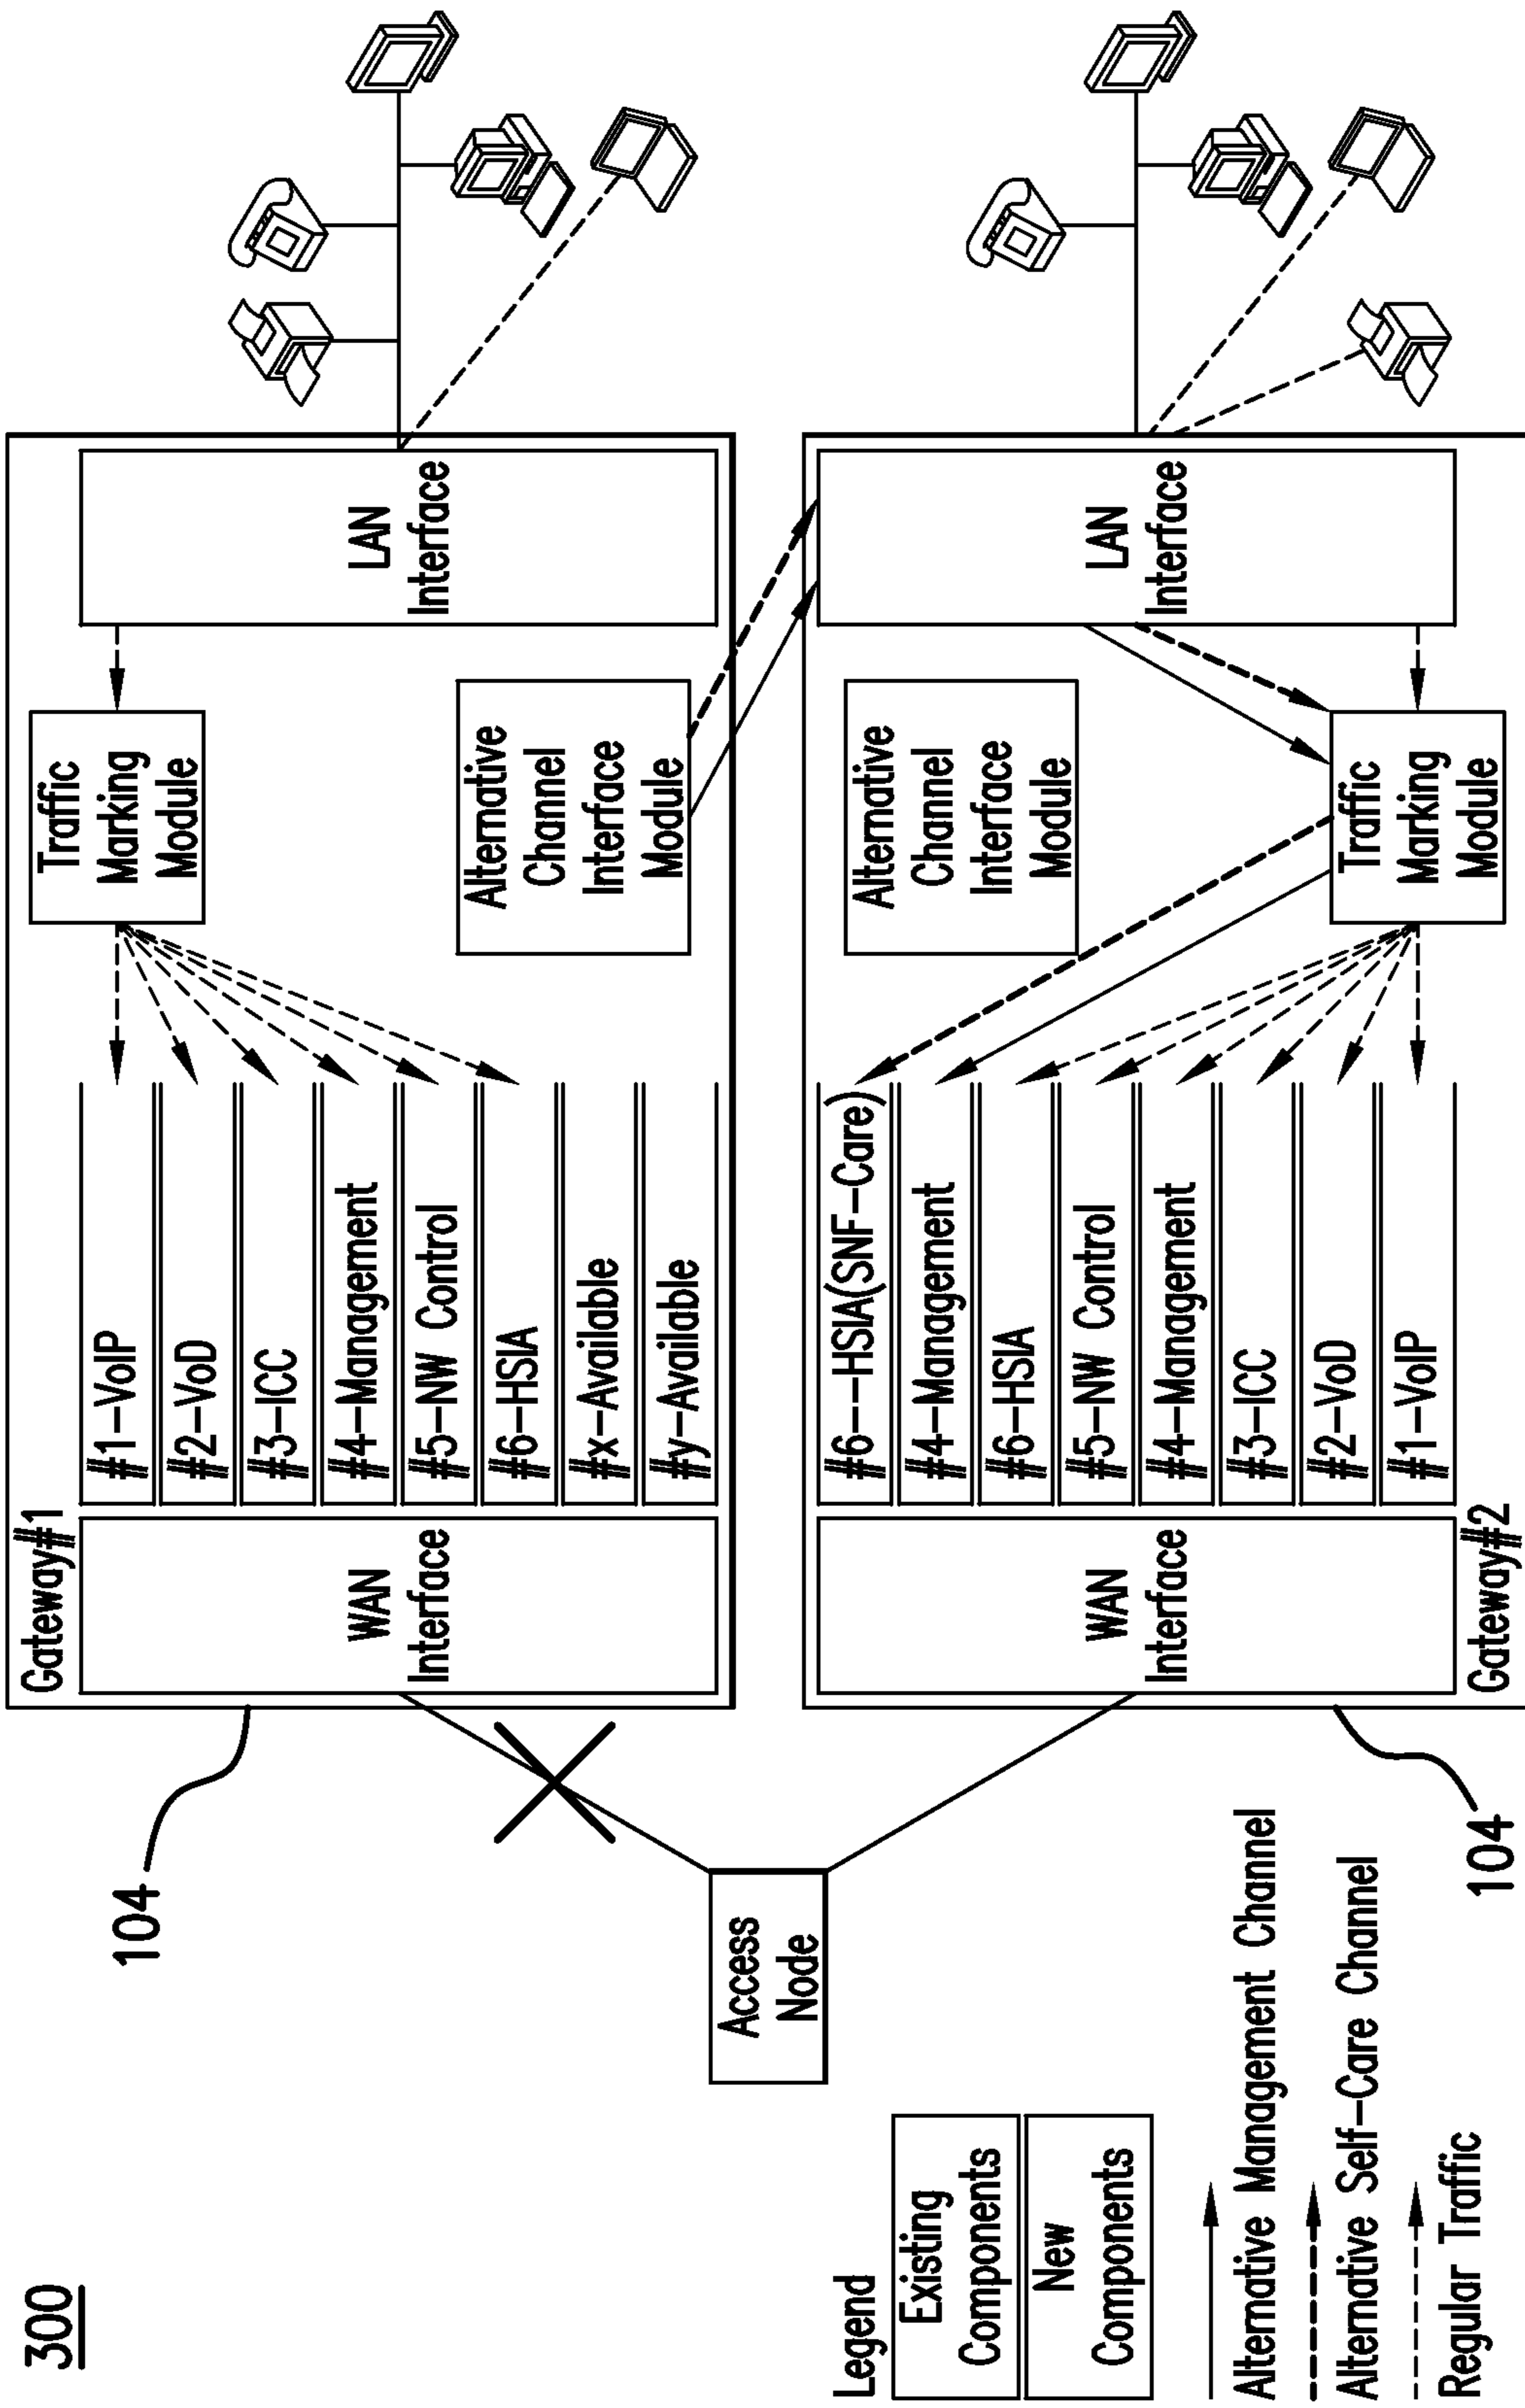 300
Gateway#1
WAN
Interface
#1-VoIP
#2-VoD
#3-ICC
#4-Management
#5-NW Control
#6-HSIA
#x-Available
#y-Available
Traffic
Marking
Module
Alternative
Channel
Interface
Module
LAN
Interface
104
Access
Node
WAN
Interface
#6--HSIA(SNF-Care)
#4-Management
#6-HSIA
#5-NW Control
#4-Management
#3-ICC
#2-VoD
#1-VoIP
Alternative
Channel
Interface
Module
Traffic
Marking
Module
LAN
Interface
Gateway#2
104
Legend
Existing
Components
New
Components
Alternative Management Channel
Alternative Self-Care Channel
Regular Traffic